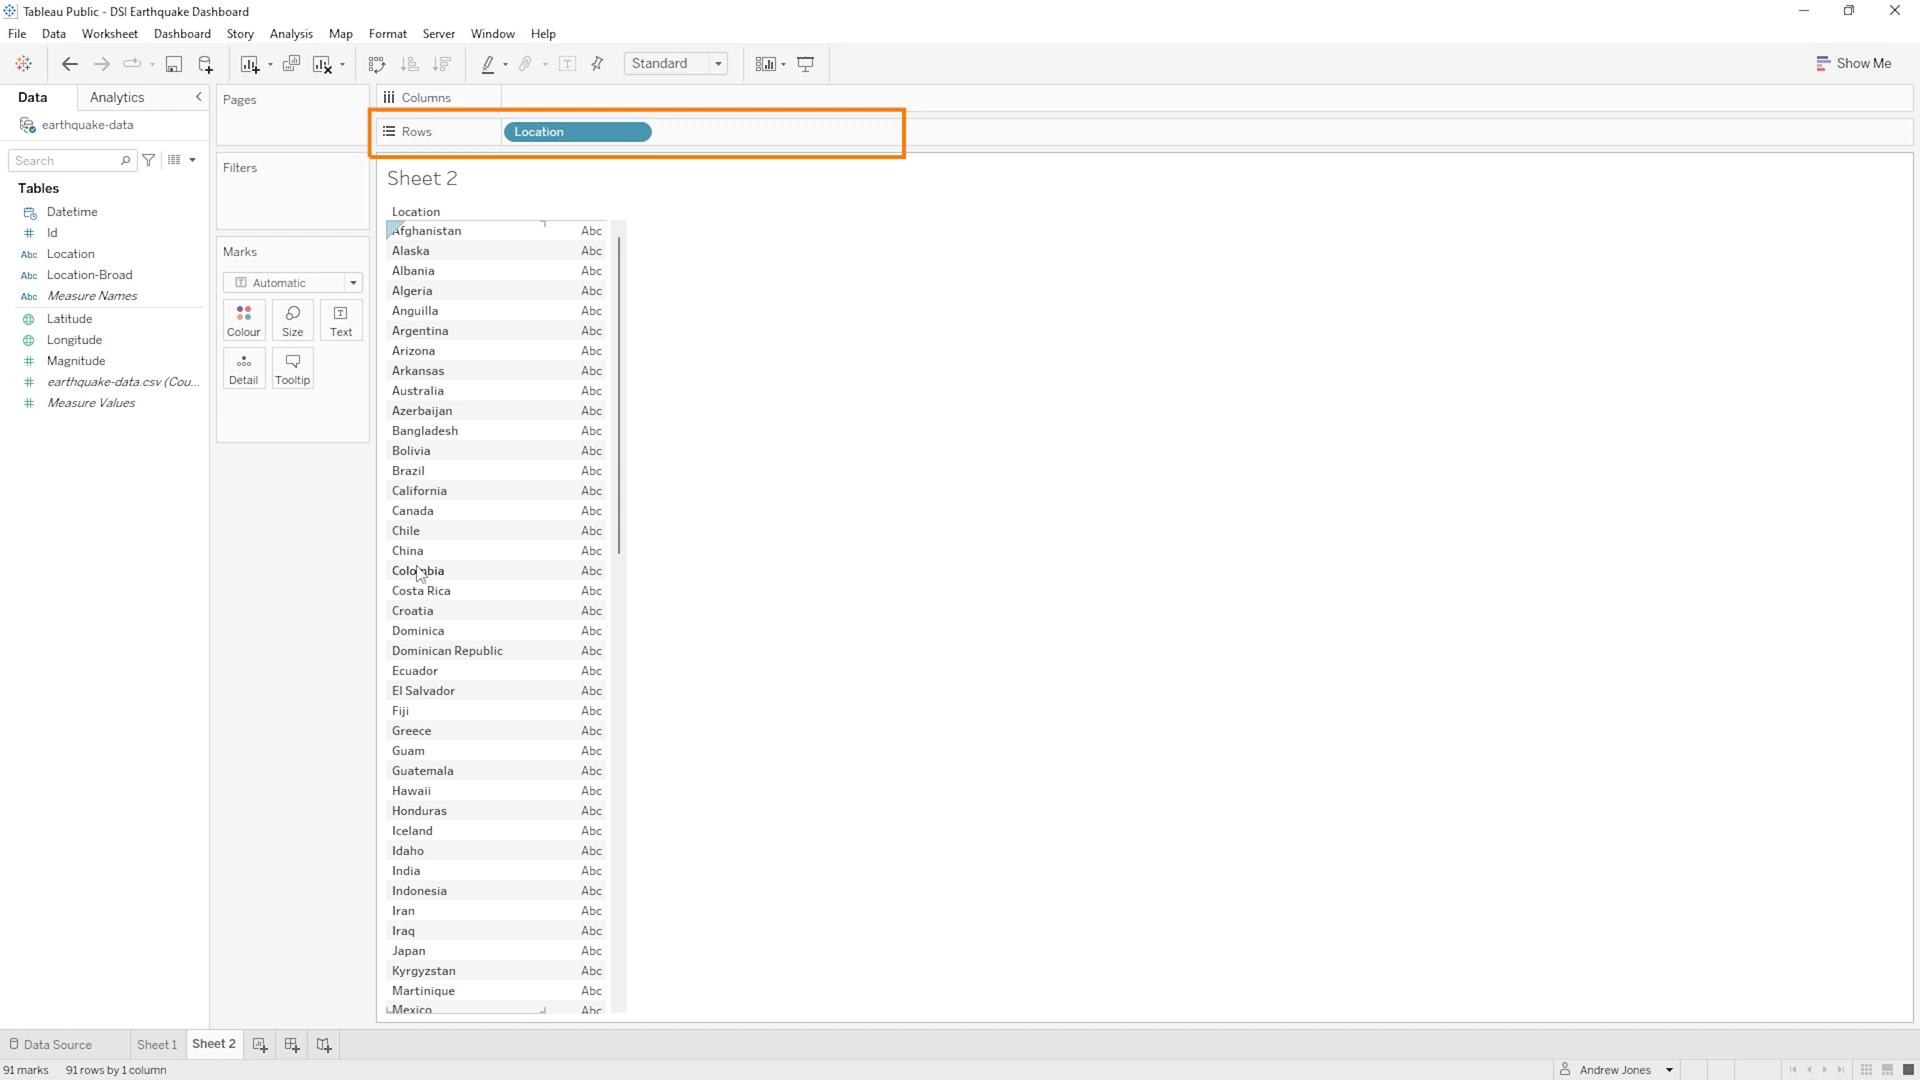 Tableau Public - DSI Earthquake Dashboard
File Data Worksheet Dashboard Story Analysis Map Format Server Window Help
Standard
Show Me
Data Analytics
earthquake-data
Search
Tables
Datetime
Id
Abc Location
Abc Location-Broad
Abc Measure Names
Latitude
Longitude
Magnitude
earthquake-data.csv (Cou...
Measure Values
Pages
Filters
Marks
Automatic
Colour Size Text
Detail Tooltip
Columns
Rows Location
Sheet 2
Location
Afghanistan Abc
Alaska Abc
Albania Abc
Algeria Abc
Anguilla Abc
Argentina Abc
Arizona Abc
Arkansas Abc
Australia Abc
Azerbaijan Abc
Bangladesh Abc
Bolivia Abc
Brazil Abc
California Abc
Canada Abc
Chile Abc
China Abc
Colombia Abc
Costa Rica Abc
Croatia Abc
Dominica Abc
Dominican Republic Abc
Ecuador Abc
El Salvador Abc
Fiji Abc
Greece Abc
Guam Abc
Guatemala Abc
Hawaii Abc
Honduras Abc
Iceland Abc
Idaho Abc
India Abc
Indonesia Abc
Iran Abc
Iraq Abc
Japan Abc
Kyrgyzstan Abc
Martinique Abc
Mexico Abc
Data Source Sheet 1 Sheet 2
91 marks 91 rows by 1 column
Andrew Jones